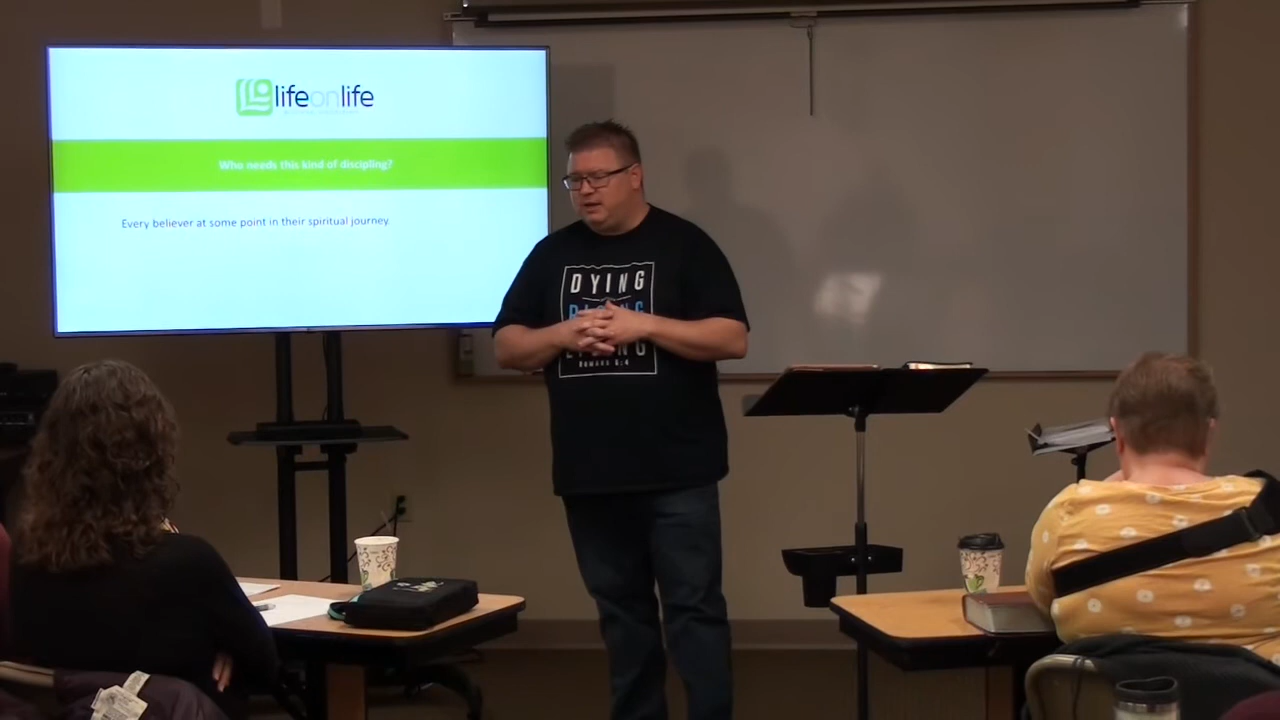 lifeonlife
Who needs this kind of discipling?
Every believer at some point in their spiritual journey.
DYING
ROMANS 6:4